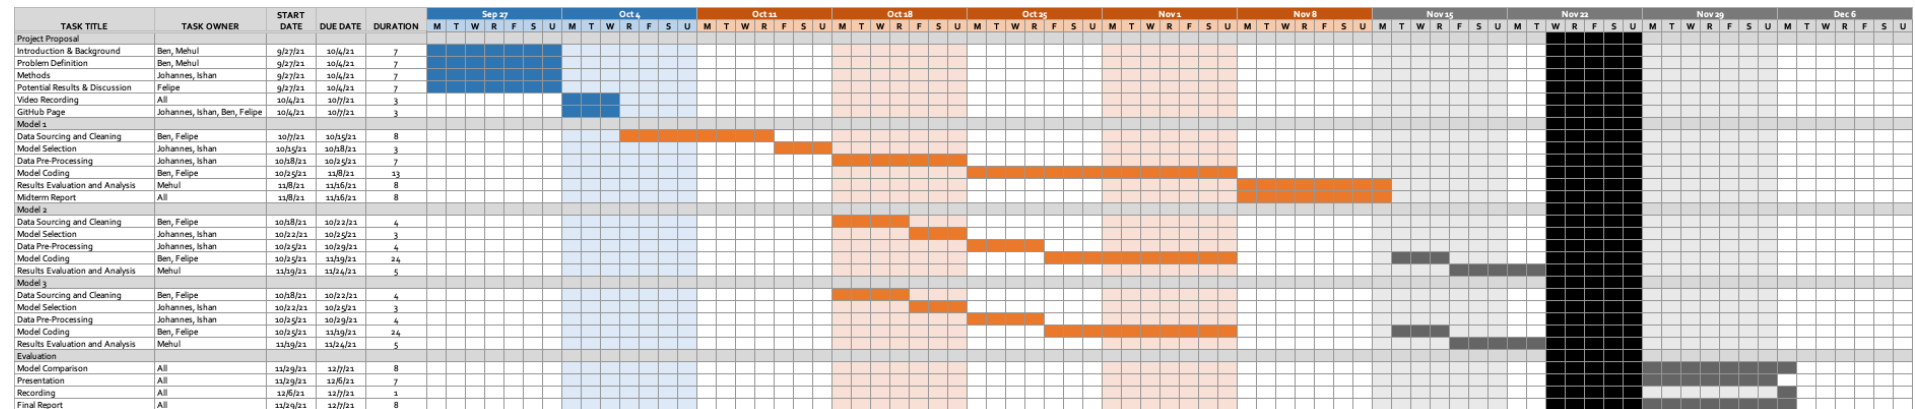 Sep 27 Oct 4 Oct 11 Oct 18 Oct 25 Nov 1 Nov 8 Nov 15 Nov 22 Nov 29 Dec 6
TASK TITLE TASK OWNER START DATE DUE DATE DURATION M T W R F S U M T W R F S U M T W R F S U M T W R F S U M T W R F S U M T W R F S U M T W R F S U M T W R F S U M T W R F S U M T W R F S U M T W R F S U
Project Proposal
Introduction & Background Ben, Mehul 9/27/21 10/4/21 7
Problem Definition Ben, Mehul 9/27/21 10/4/21 7
Methods Johannes, Ishan 9/27/21 10/4/21 7
Potential Results & Discussion Felipe 9/27/21 10/4/21 7
Video Recording All 10/4/21 10/7/21 3
GitHub Page Johannes, Ishan, Ben, Felipe 10/4/21 10/7/21 3
Model 1
Data Sourcing and Cleaning Ben, Felipe 10/7/21 10/15/21 8
Model Selection Johannes, Ishan 10/15/21 10/18/21 3
Data Pre-Processing Johannes, Ishan 10/18/21 10/25/21 7
Model Coding Ben, Felipe 10/25/21 11/8/21 13
Results Evaluation and Analysis Mehul 11/8/21 11/16/21 8
Midterm Report All 11/8/21 11/16/21 8
Model 2
Data Sourcing and Cleaning Ben, Felipe 10/18/21 10/22/21 4
Model Selection Johannes, Ishan 10/22/21 10/25/21 3
Data Pre-Processing Johannes, Ishan 10/25/21 10/29/21 4
Model Coding Ben, Felipe 10/25/21 11/19/21 24
Results Evaluation and Analysis Mehul 11/19/21 11/24/21 5
Model 3
Data Sourcing and Cleaning Ben, Felipe 10/18/21 10/22/21 4
Model Selection Johannes, Ishan 10/22/21 10/25/21 3
Data Pre-Processing Johannes, Ishan 10/25/21 10/29/21 4
Model Coding Ben, Felipe 10/25/21 11/19/21 24
Results Evaluation and Analysis Mehul 11/19/21 11/24/21 5
Evaluation
Model Comparison All 11/29/21 12/7/21 8
Presentation All 11/29/21 12/6/21 7
Recording All 12/6/21 12/7/21 1
Final Report All 11/29/21 12/7/21 8